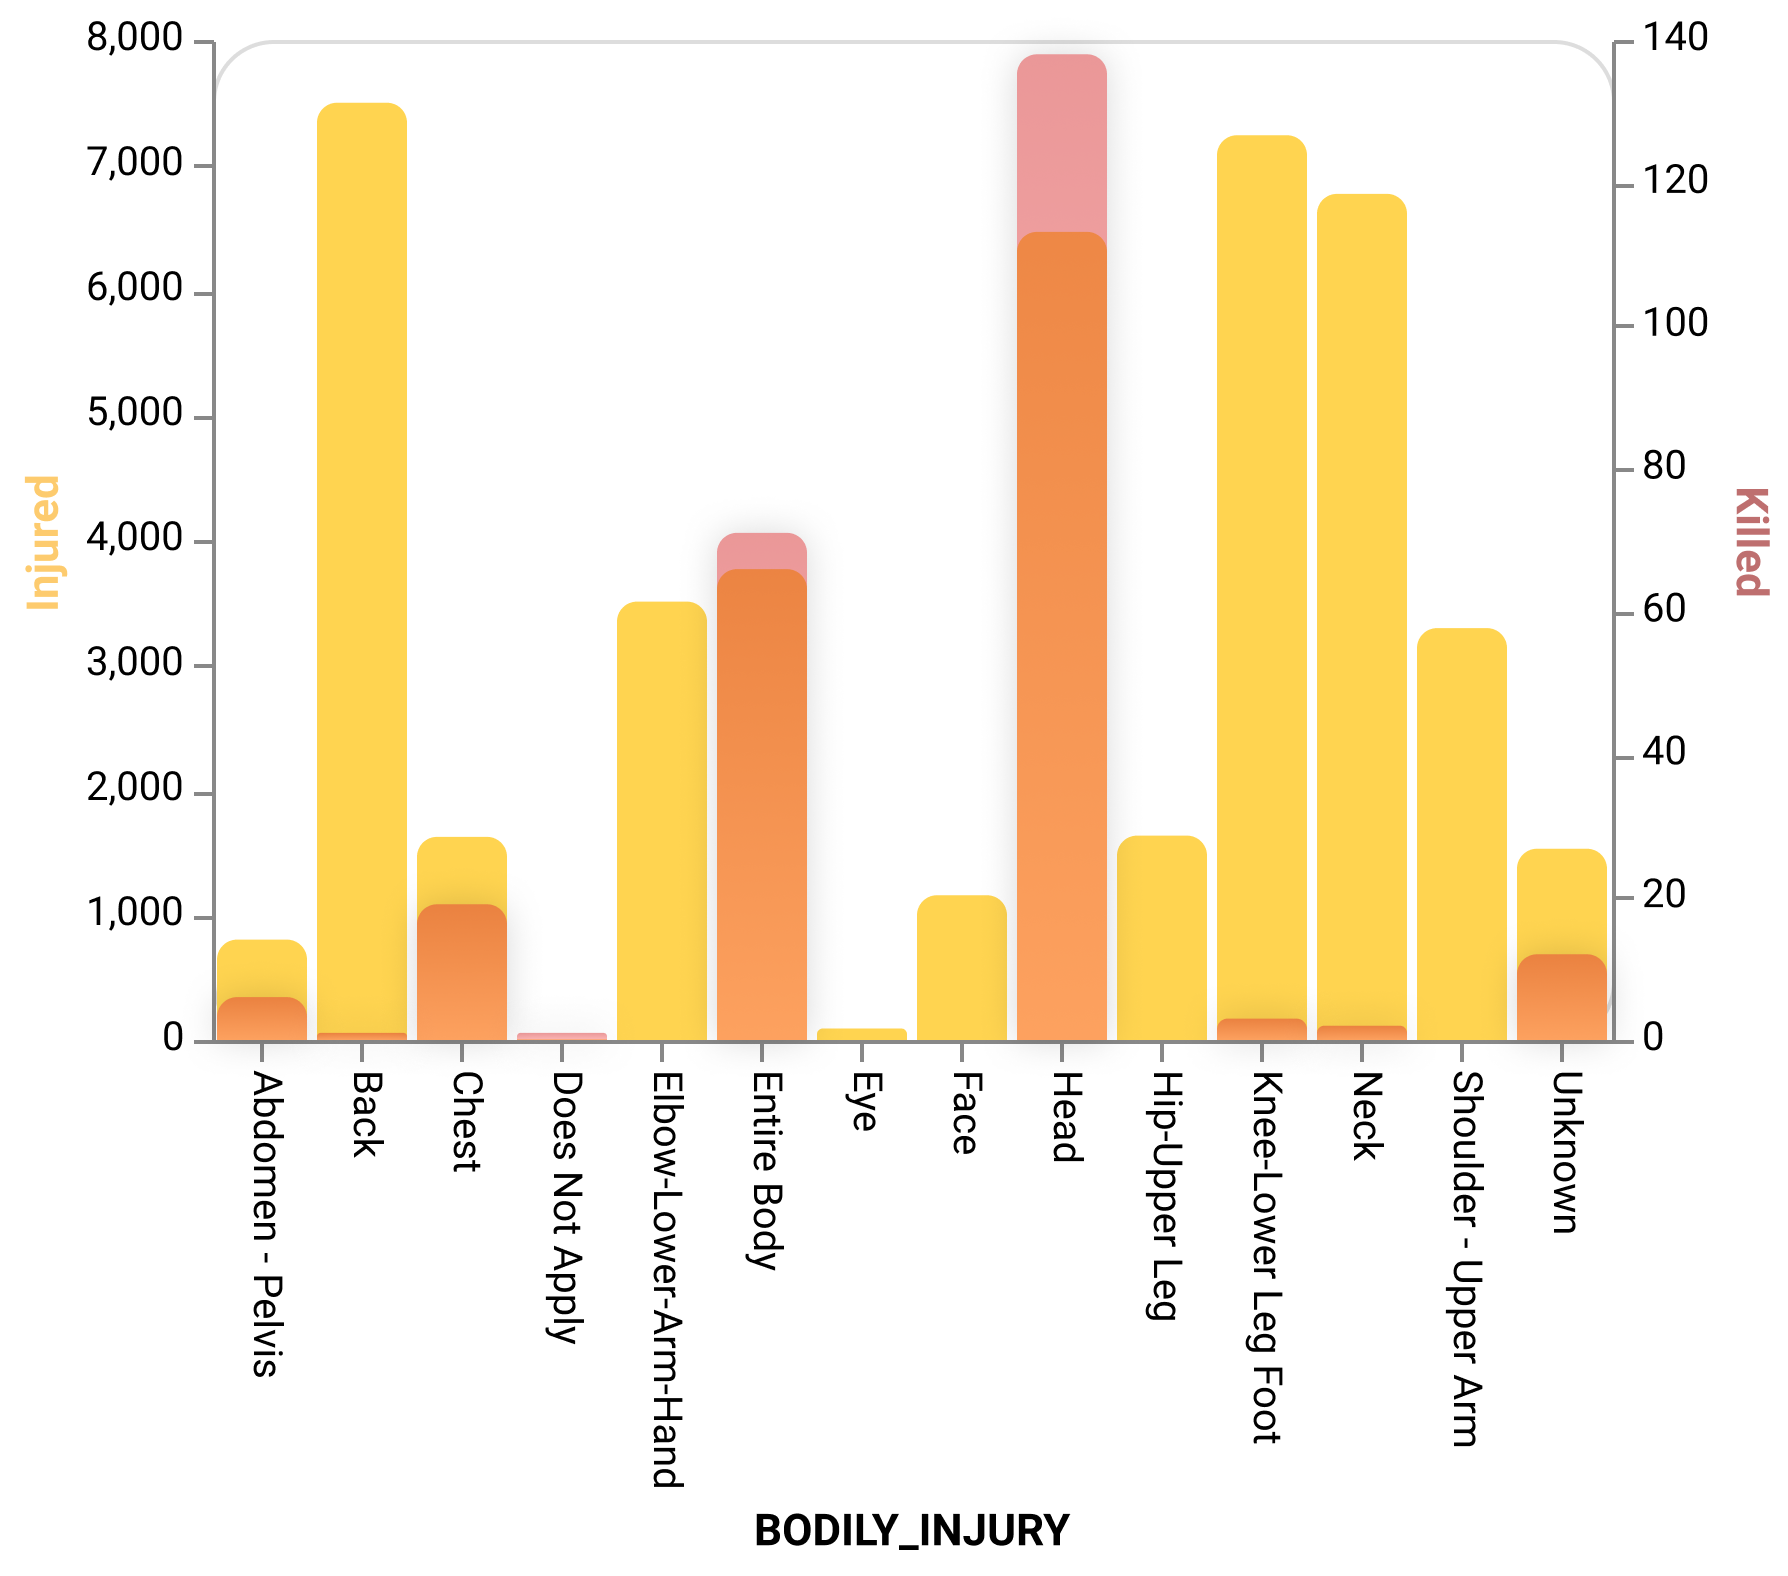 8,000
7,000
6,000
5,000
4,000
3,000
2,000
1,000
0
Injured
140
120
100
80
60
40
20
0
Killed
Abdomen - Pelvis
Back
Chest
Does Not Apply
Elbow-Lower-Arm-Hand
Entire Body
Eye
Face
Head
Hip-Upper Leg
Knee-Lower Leg Foot
Neck
Shoulder - Upper Arm
Unknown
BODILY_INJURY